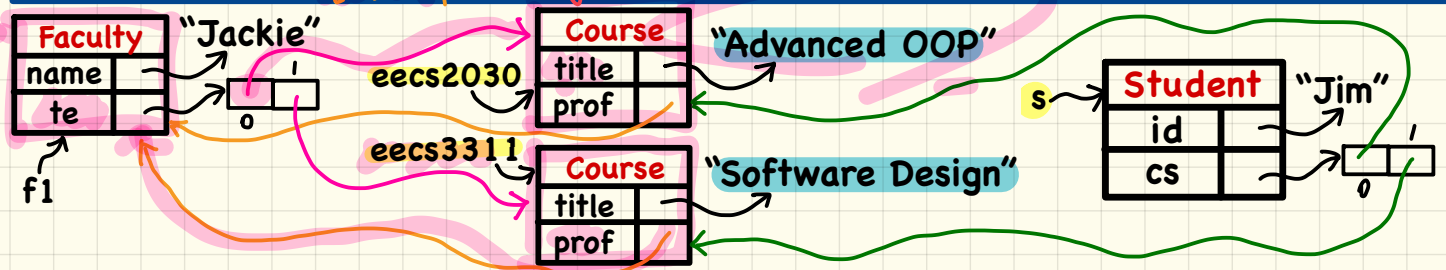 Faculty
name
te
f1
"Jackie"
0
1
eecs2030
eecs3311
Course
title
prof
"Advanced OOP"
Course
title
prof
"Software Design"
s
Student
id
cs
"Jim"
0
1